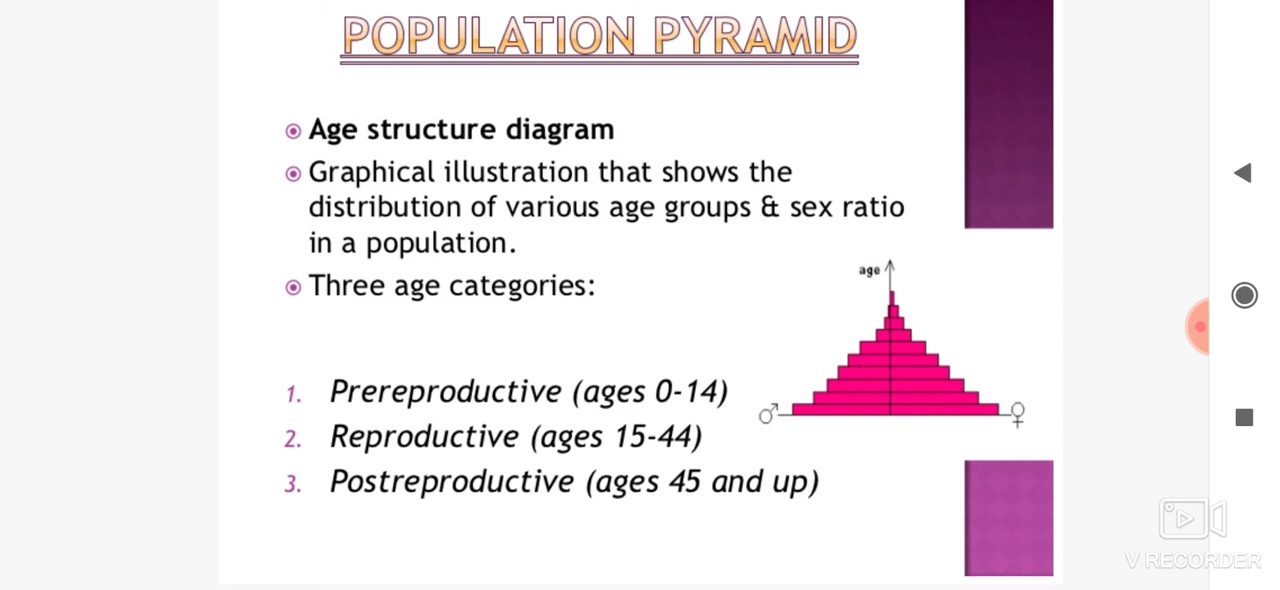 POPULATION PYRAMID
Age structure diagram
Graphical illustration that shows the
distribution of various age groups & sex ratio
in a population.
Three age categories:
age
1. Prereproductive (ages 0-14)
2. Reproductive (ages 15-44)
3. Postreproductive (ages 45 and up)
V RECORDER